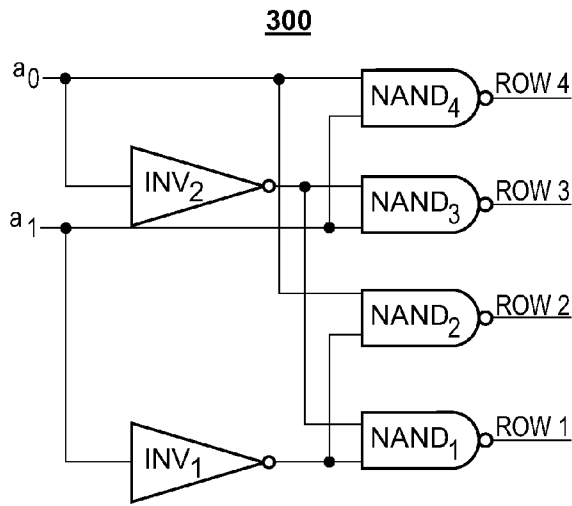 300
a0
NAND4
ROW 4
INV2
NAND3
ROW 3
a1
NAND2
ROW 2
INV1
NAND1
ROW 1